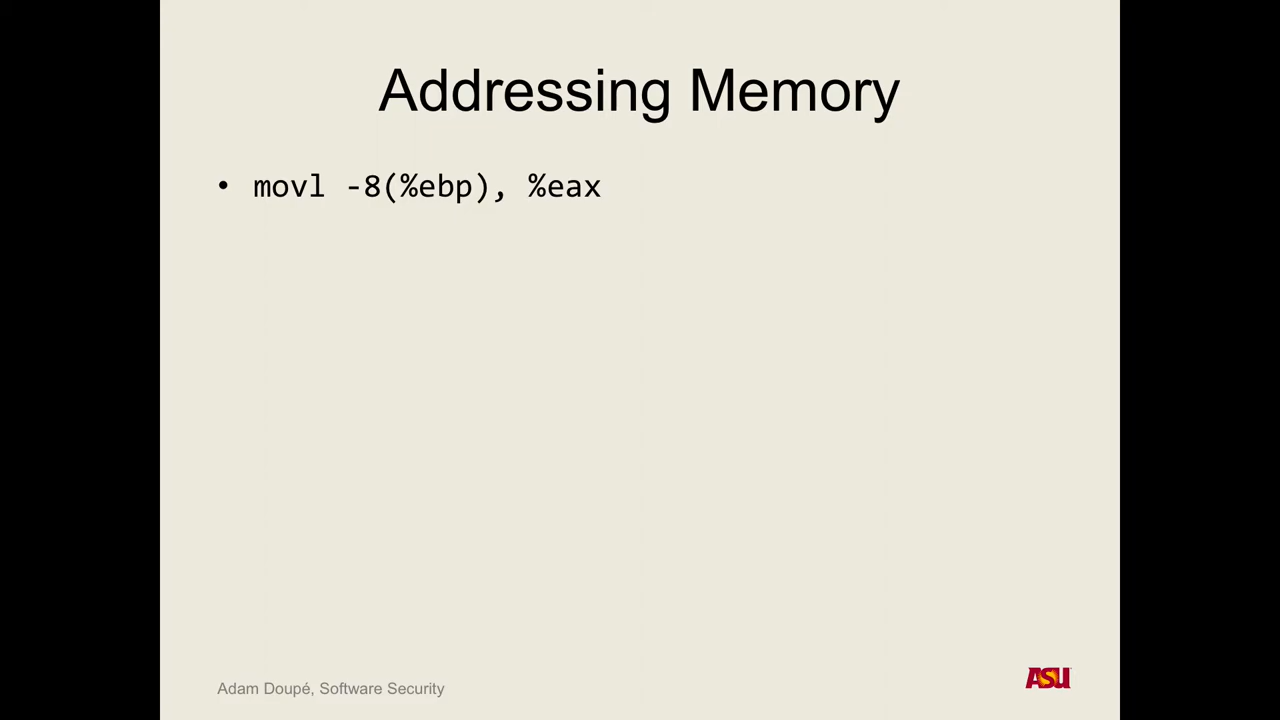 Addressing Memory
• movl -8(%ebp), %eax
Adam Doupé, Software Security
ASU